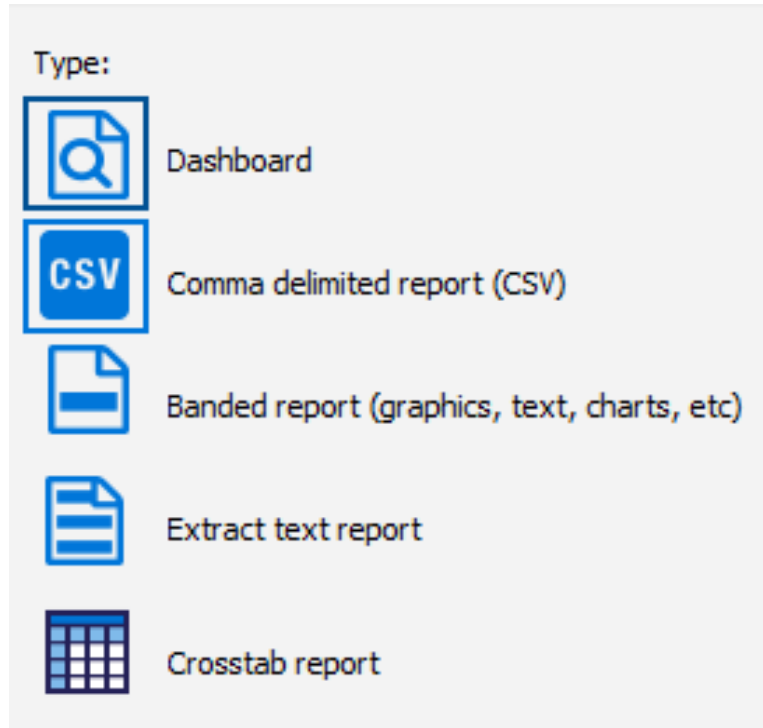 Type:
Dashboard
CSV
Comma delimited report (CSV)
Banded report (graphics, text, charts, etc)
Extract text report
Crosstab report